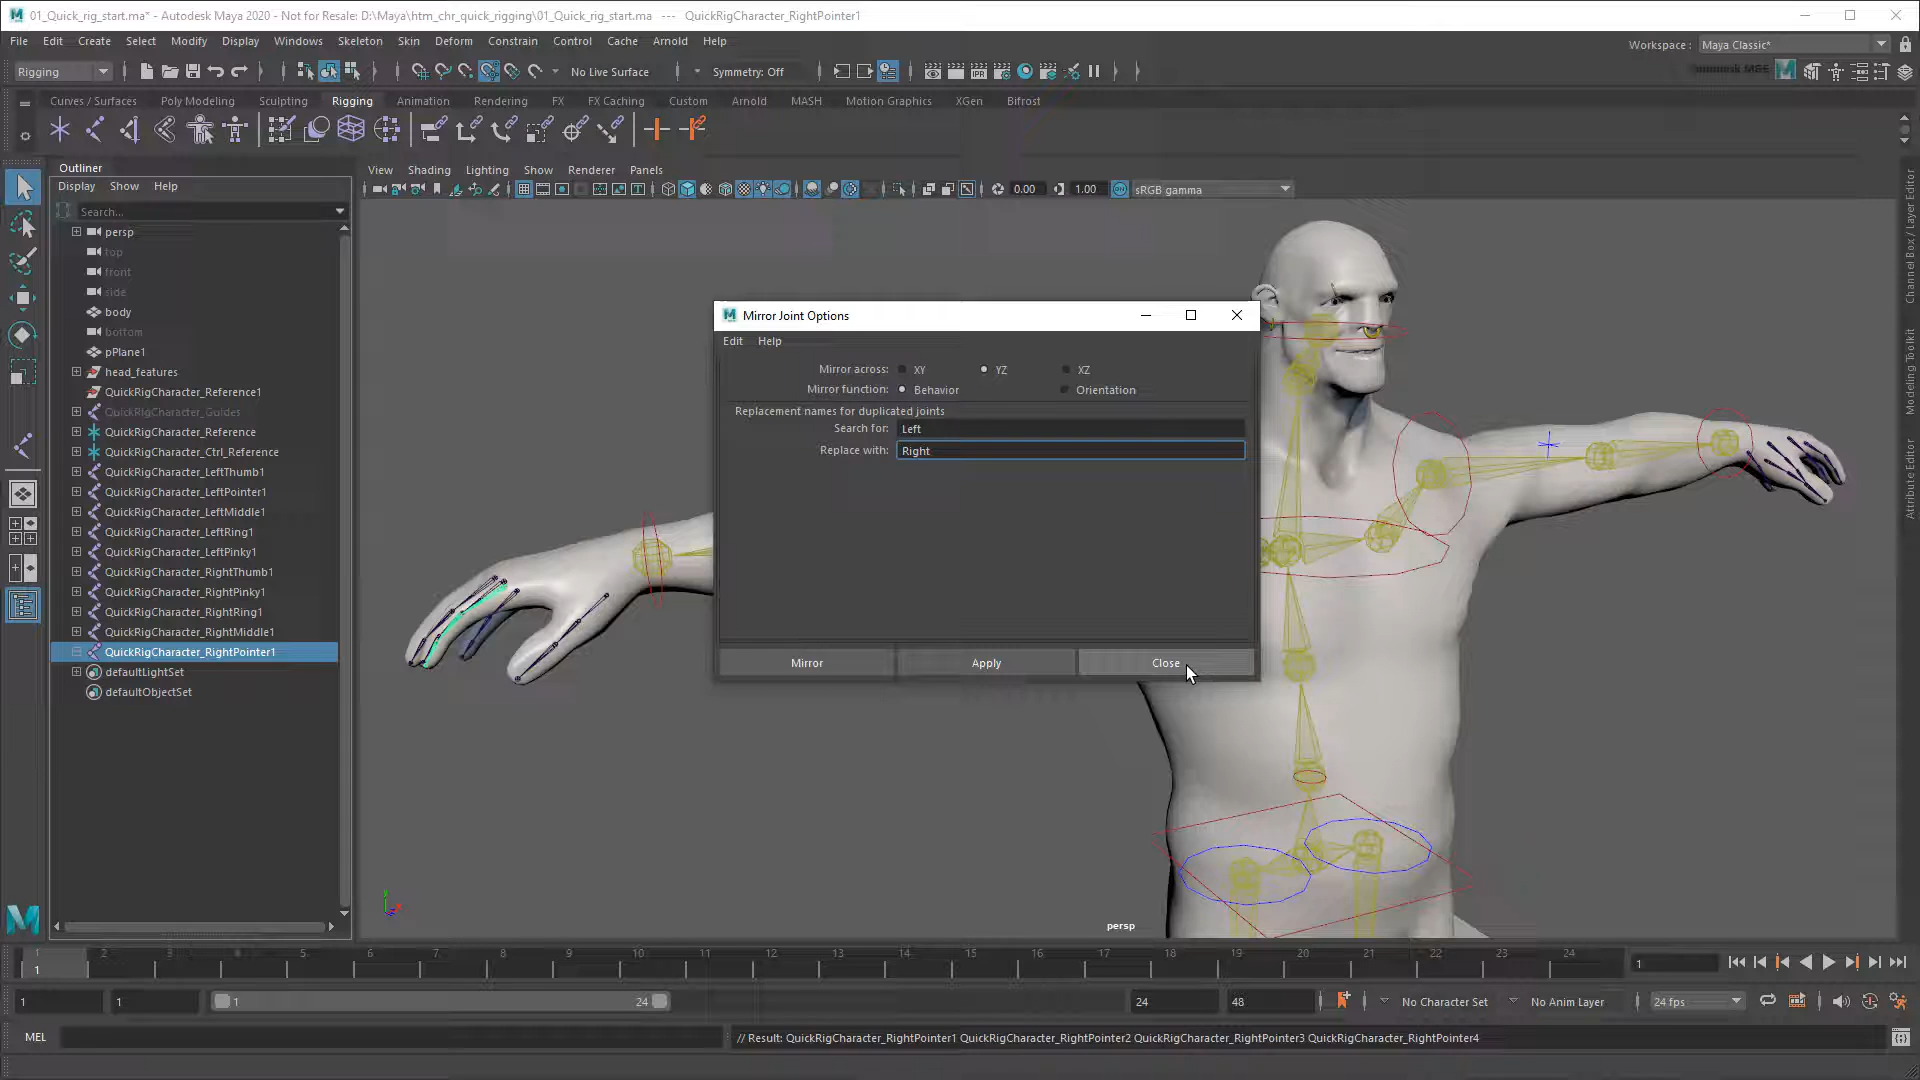 01_Quick_rig_start.ma* - Autodesk Maya 2020 - Not for Resale: D:\Maya\htm_chr_quick_rigging\01_Quick_rig_start.ma --- QuickRigCharacter_RightPointer1
File Edit Create Select Modify Display Windows Skeleton Skin Deform Constrain Control Cache Arnold Help
Workspace : Maya Classic*
Rigging No Live Surface Symmetry: Off
Curves / Surfaces Poly Modeling Sculpting Rigging Animation Rendering FX FX Caching Custom Arnold MASH Motion Graphics XGen Bifrost
IPR
Outliner
Display Show Help
Search...
persp
top
front
side
body
bottom
pPlane1
head_features
QuickRigCharacter_Reference1
QuickRigCharacter_Guides
QuickRigCharacter_Reference
QuickRigCharacter_Ctrl_Reference
QuickRigCharacter_LeftThumb1
QuickRigCharacter_LeftPointer1
QuickRigCharacter_LeftMiddle1
QuickRigCharacter_LeftRing1
QuickRigCharacter_LeftPinky1
QuickRigCharacter_RightThumb1
QuickRigCharacter_RightPinky1
QuickRigCharacter_RightRing1
QuickRigCharacter_RightMiddle1
QuickRigCharacter_RightPointer1
defaultLightSet
defaultObjectSet
View Shading Lighting Show Renderer Panels
0.00 1.00 sRGB gamma
Mirror Joint Options
Edit Help
Mirror across: XY YZ XZ
Mirror function: Behavior Orientation
Replacement names for duplicated joints
Search for: Left
Replace with: Right
Mirror Apply Close
persp
Channel Box / Layer Editor
Modeling Toolkit
Attribute Editor
1 2 3 4 5 6 7 8 9 10 11 12 13 14 15 16 17 18 19 20 21 22 23 24
1 1
1 1 1 24 24 48 No Character Set No Anim Layer 24 fps
MEL // Result: QuickRigCharacter_RightPointer1 QuickRigCharacter_RightPointer2 QuickRigCharacter_RightPointer3 QuickRigCharacter_RightPointer4